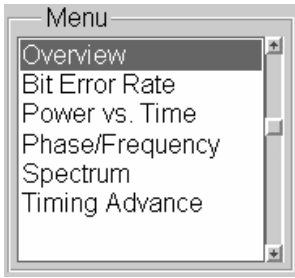 Menu
Overview
Bit Error Rate
Power vs. Time
Phase/Frequency
Spectrum
Timing Advance